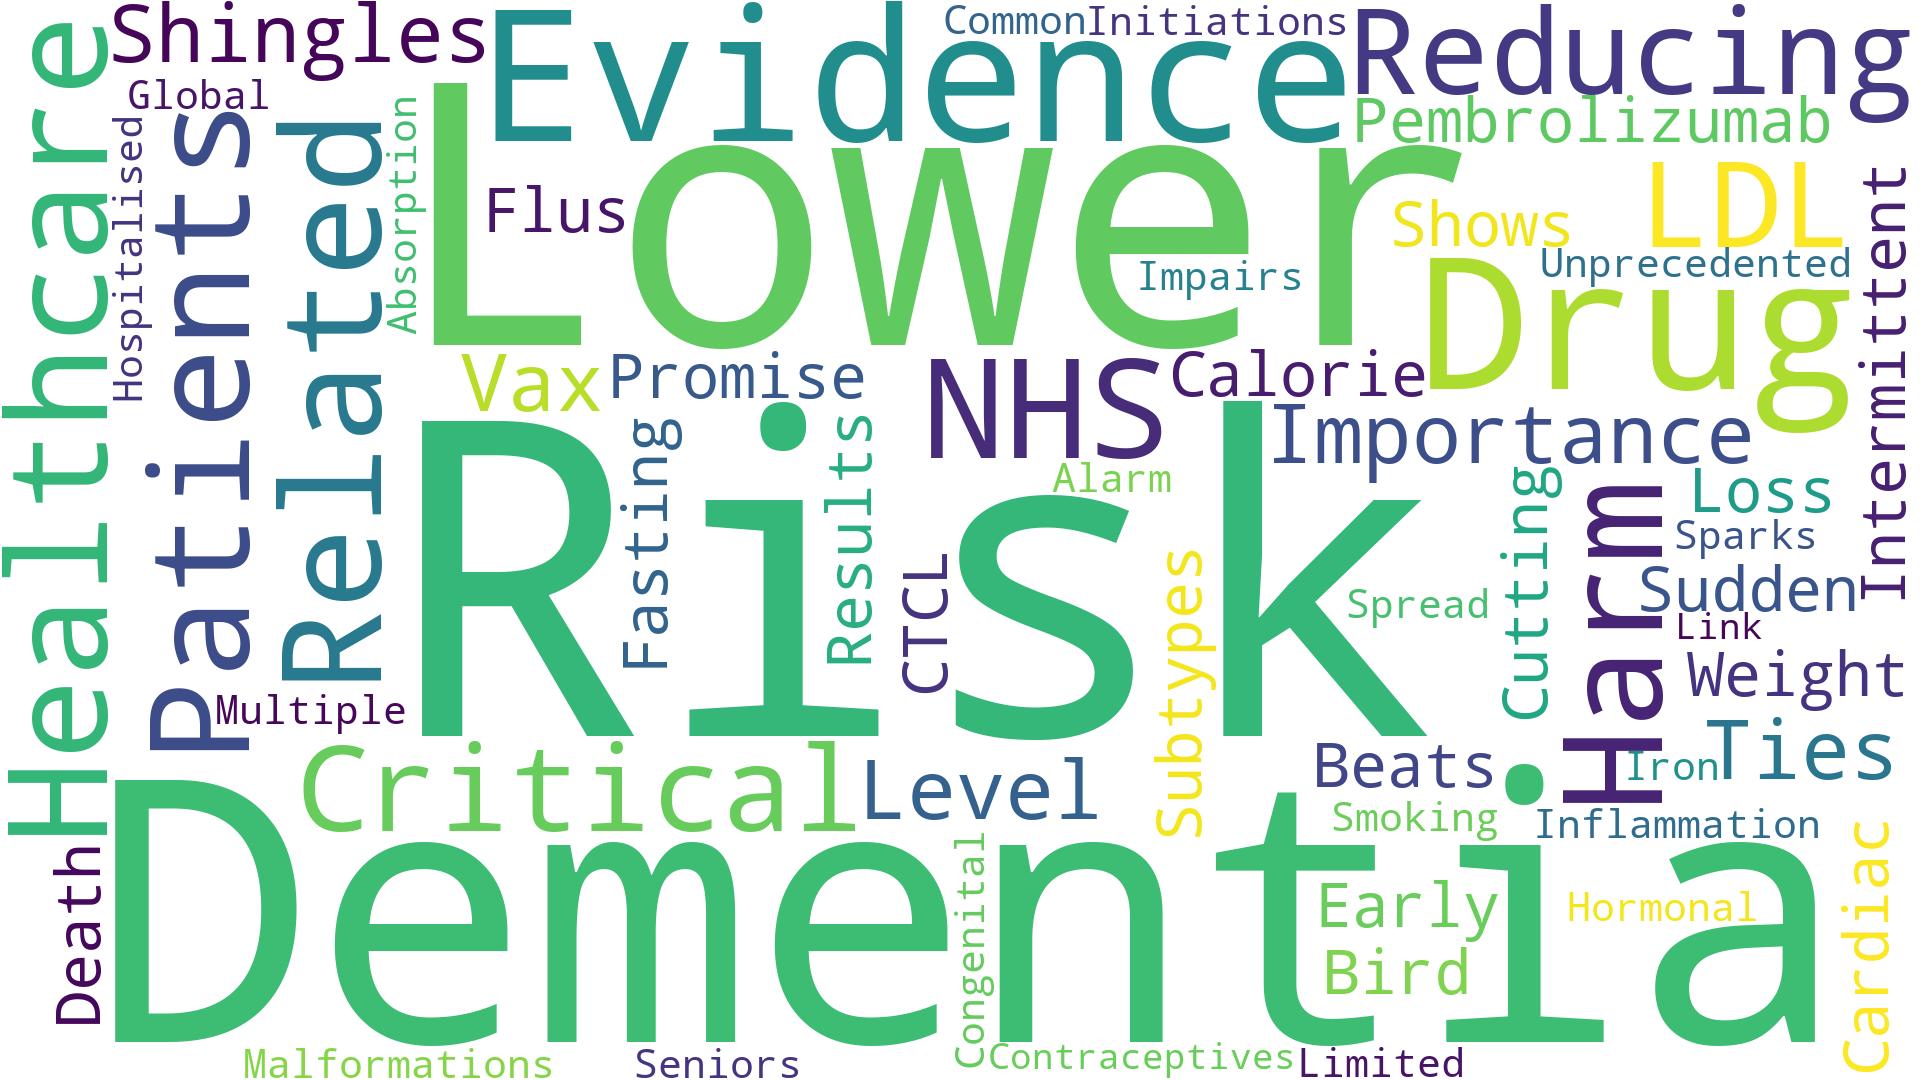 Shingles
Evidence
Common
Initiations
Reducing
Global
Pembrolizumab
Healthcare
Hospitalised
Patients
Related
Absorption
Lower
Flus
Impairs
Shows
LDL
Unprecedented
Drug
Intermittent
Vax
Promise
NHS
Calorie
Importance
Risk
Fasting
Results
Alarm
CTCL
Subtypes
Spread
Cutting
Harm
Loss
Sparks
Sudden
Link
Weight
Multiple
Critical
Level
Beats
Iron
Ties
Smoking
Inflammation
Death
Dementia
Congenital
Early
Hormonal
Bird
Cardiac
Malformations
Seniors
Contraceptives
Limited